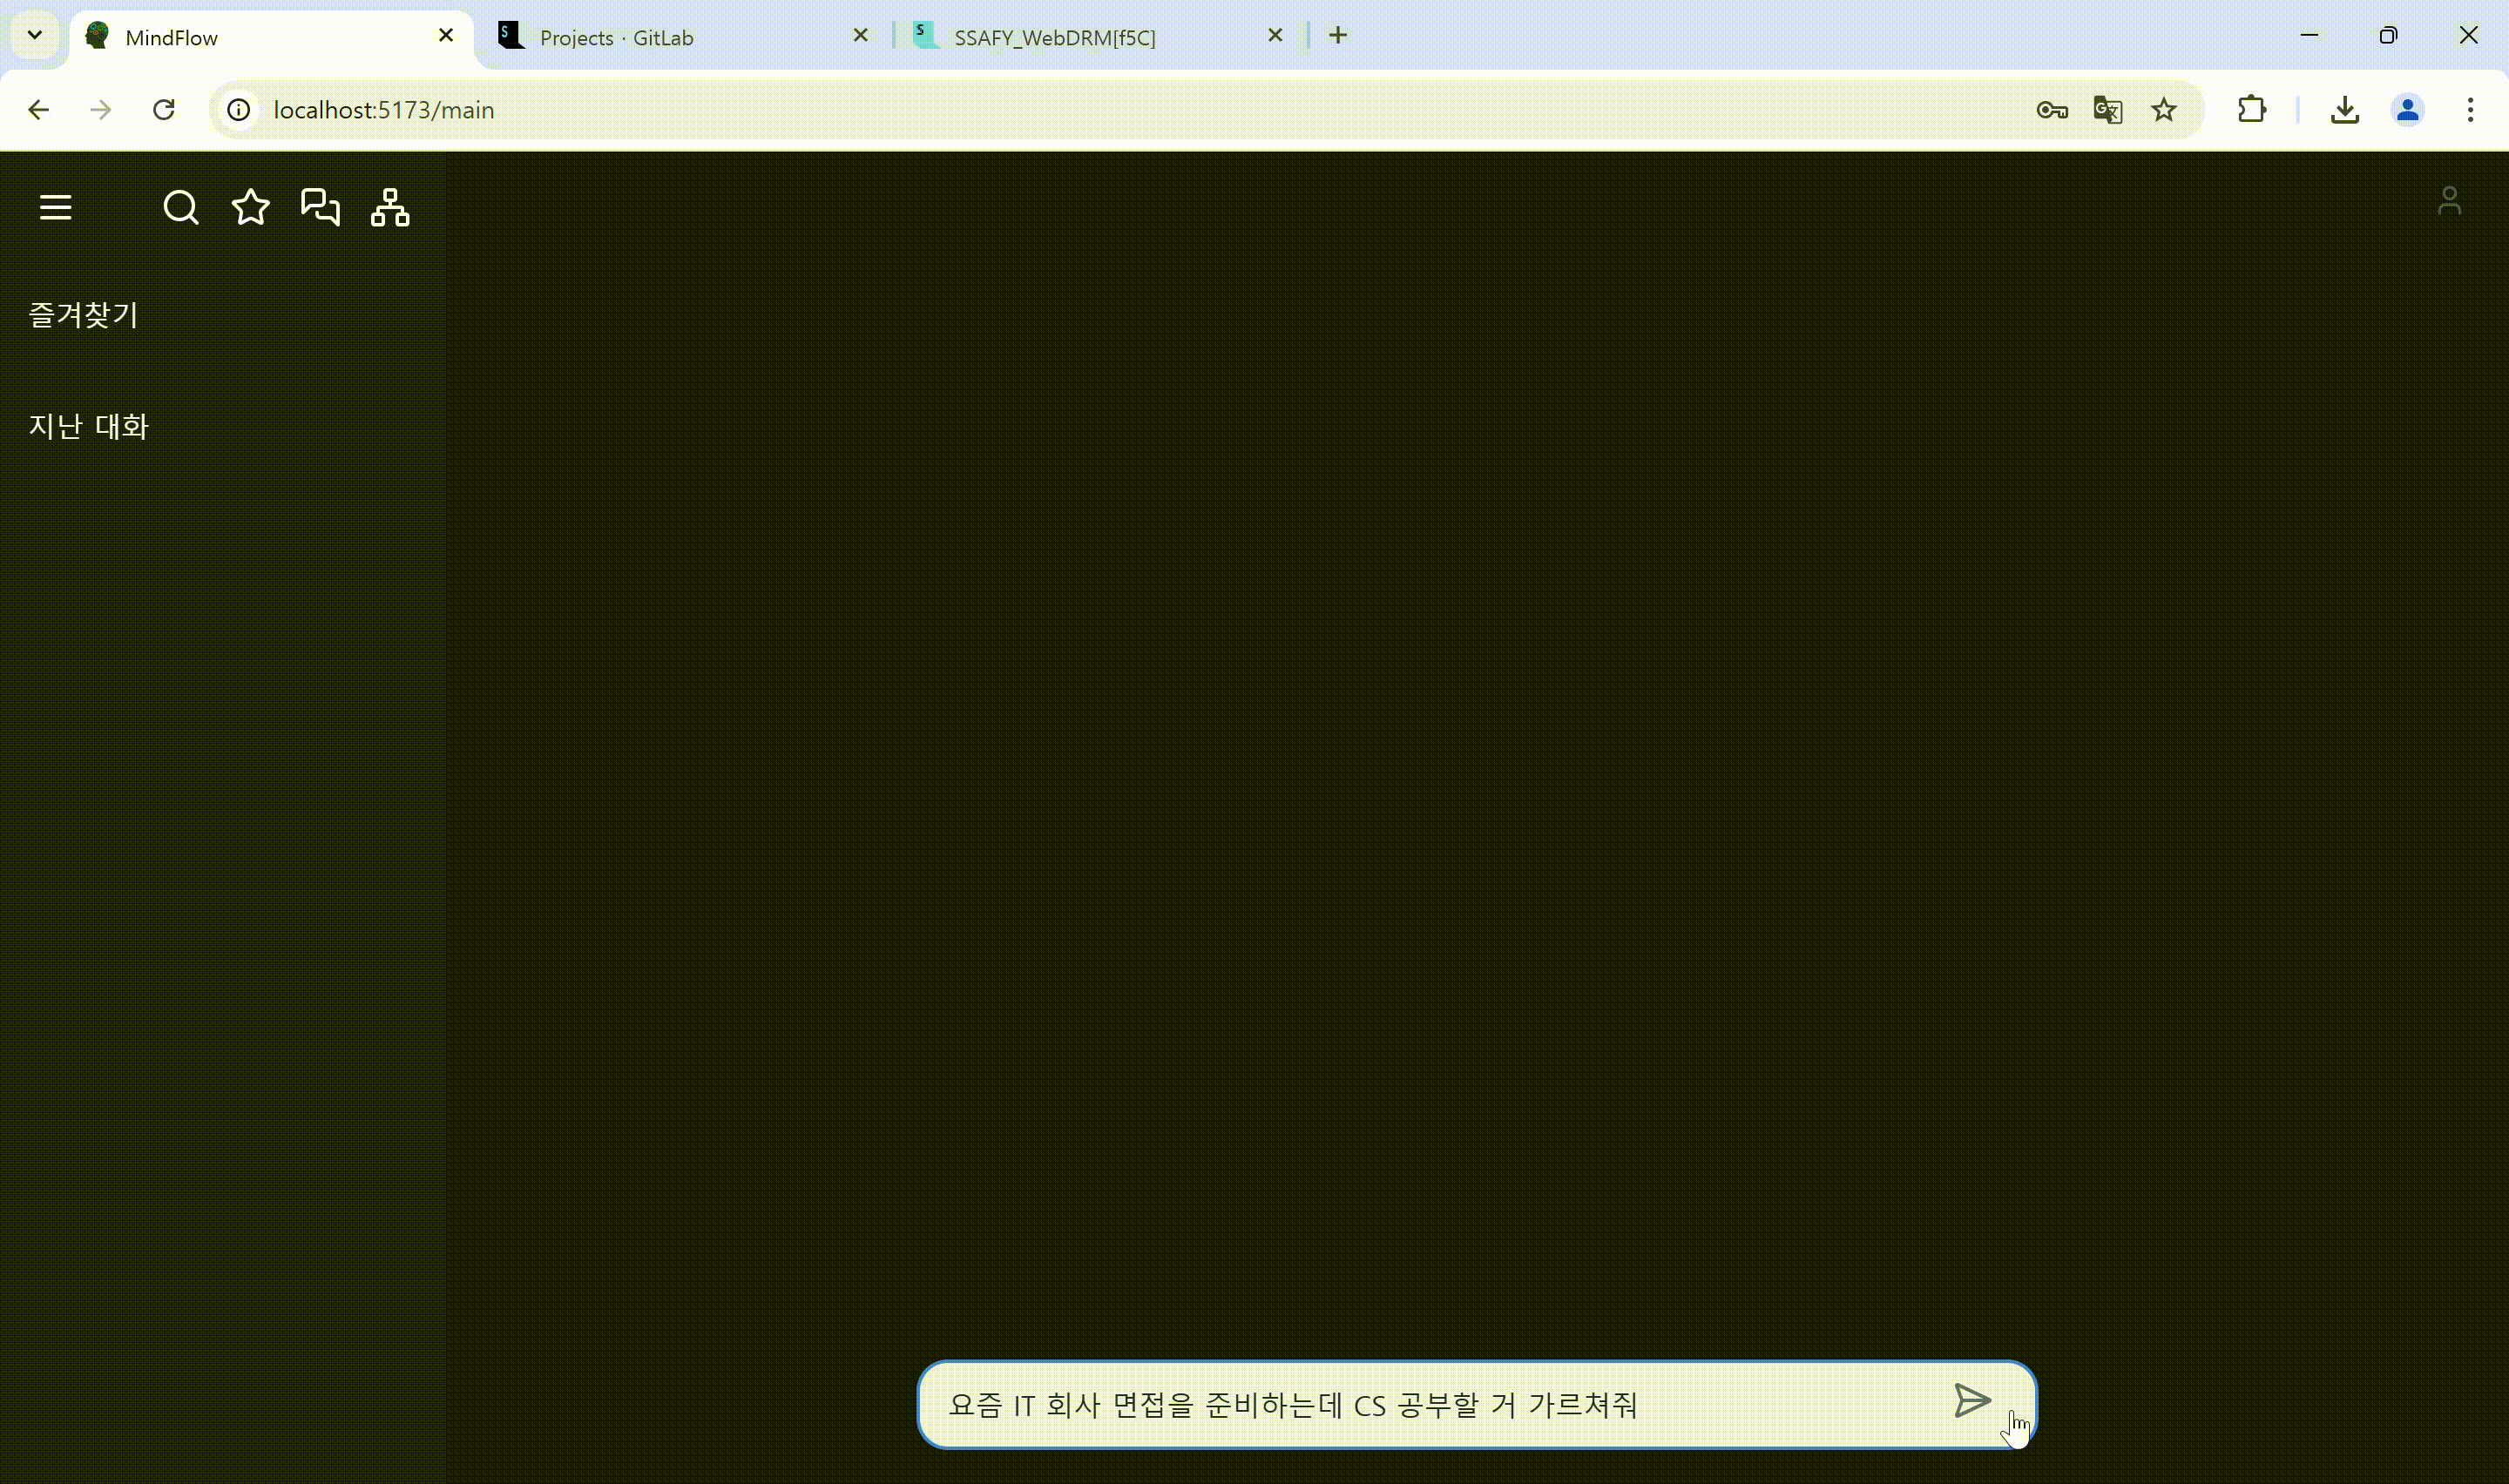 MindFlow
Projects · GitLab
SSAFY_WebDRM[f5C]
localhost:5173/main
즐겨찾기
지난 대화
요즘 IT 회사 면접을 준비하는데 CS 공부할 거 가르쳐줘